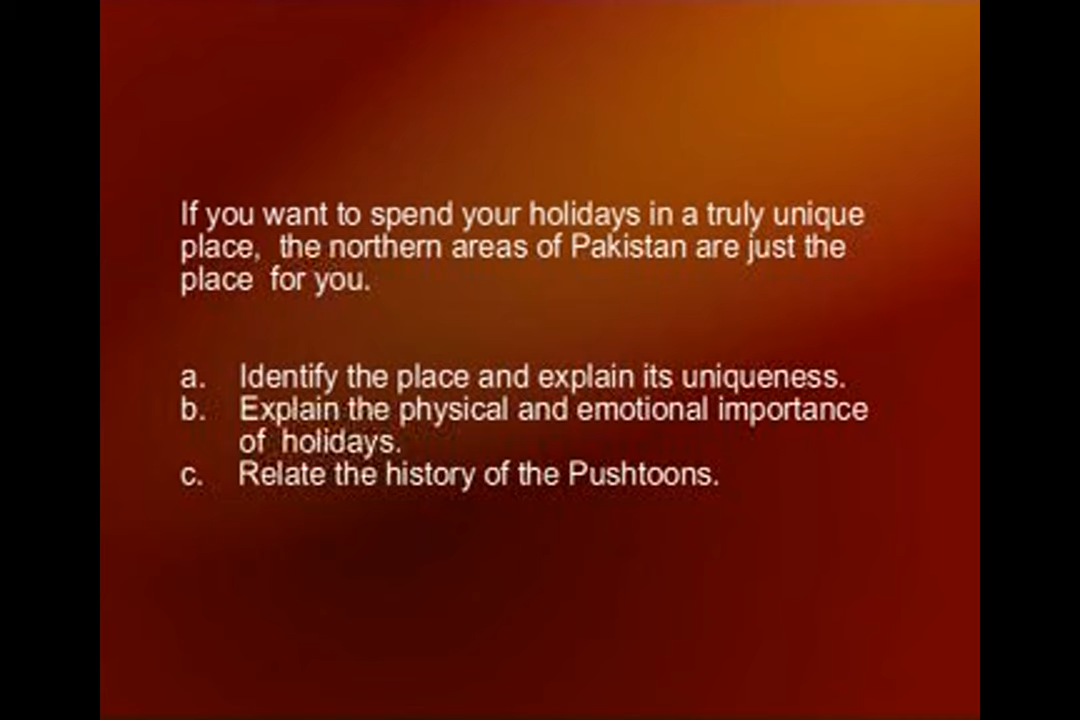 If you want to spend your holidays in a truly unique
place,  the northern areas of Pakistan are just the
place  for you.
a. Identify the place and explain its uniqueness.
b. Explain the physical and emotional importance
of  holidays.
c. Relate the history of the Pushtoons.